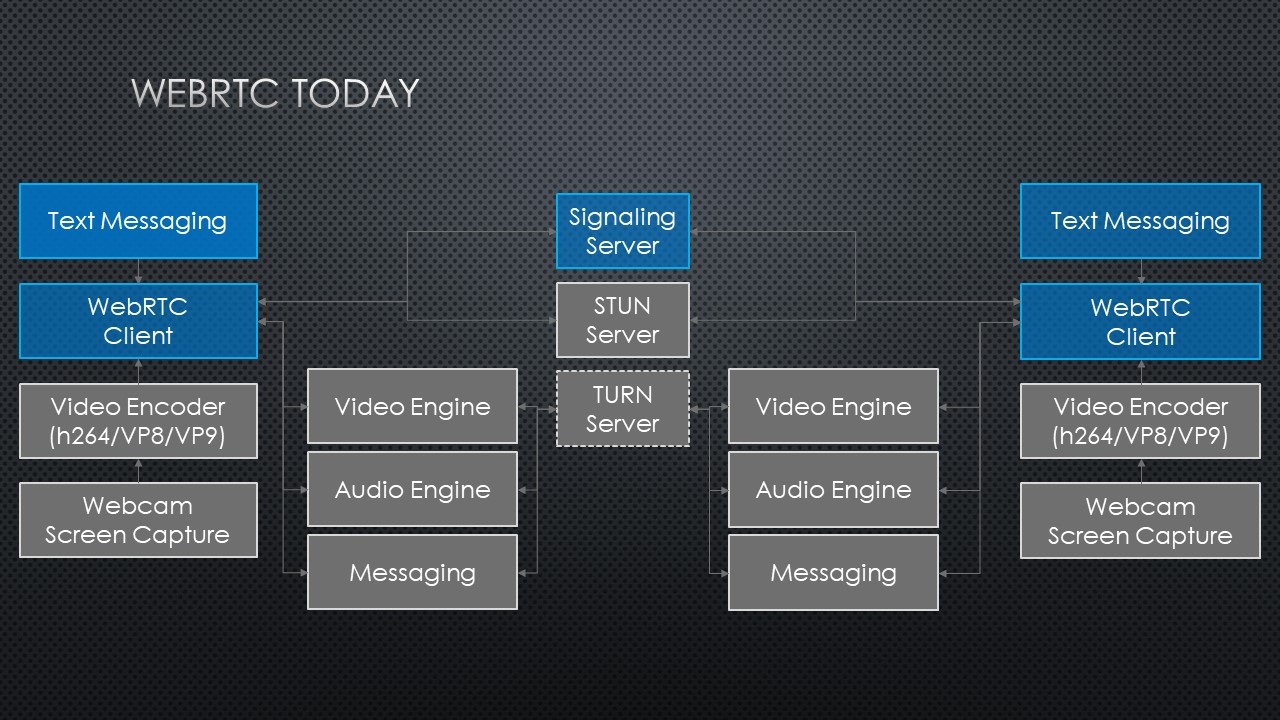 WEBRTC TODAY
Text Messaging
WebRTC
Client
Video Encoder
(h264/VP8/VP9)
Webcam
Screen Capture
Video Engine
Audio Engine
Messaging
Signaling
Server
STUN
Server
TURN
Server
Video Engine
Audio Engine
Messaging
Text Messaging
WebRTC
Client
Video Encoder
(h264/VP8/VP9)
Webcam
Screen Capture